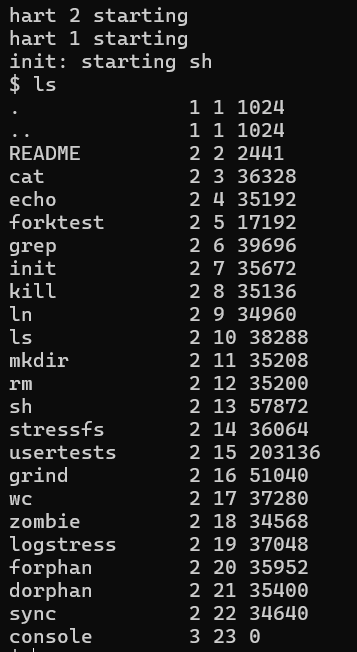 hart 2 starting
hart 1 starting
init: starting sh
$ ls
.              1 1 1024
..             1 1 1024
README         2 2 2441
cat            2 3 36328
echo           2 4 35192
forktest       2 5 17192
grep           2 6 39696
init           2 7 35672
kill           2 8 35136
ln             2 9 34960
ls             2 10 38288
mkdir          2 11 35208
rm             2 12 35200
sh             2 13 57872
stressfs       2 14 36064
usertests      2 15 203136
grind          2 16 51040
wc             2 17 37280
zombie         2 18 34568
logstress      2 19 37048
forphan        2 20 35952
dorphan        2 21 35400
sync           2 22 34640
console        3 23 0